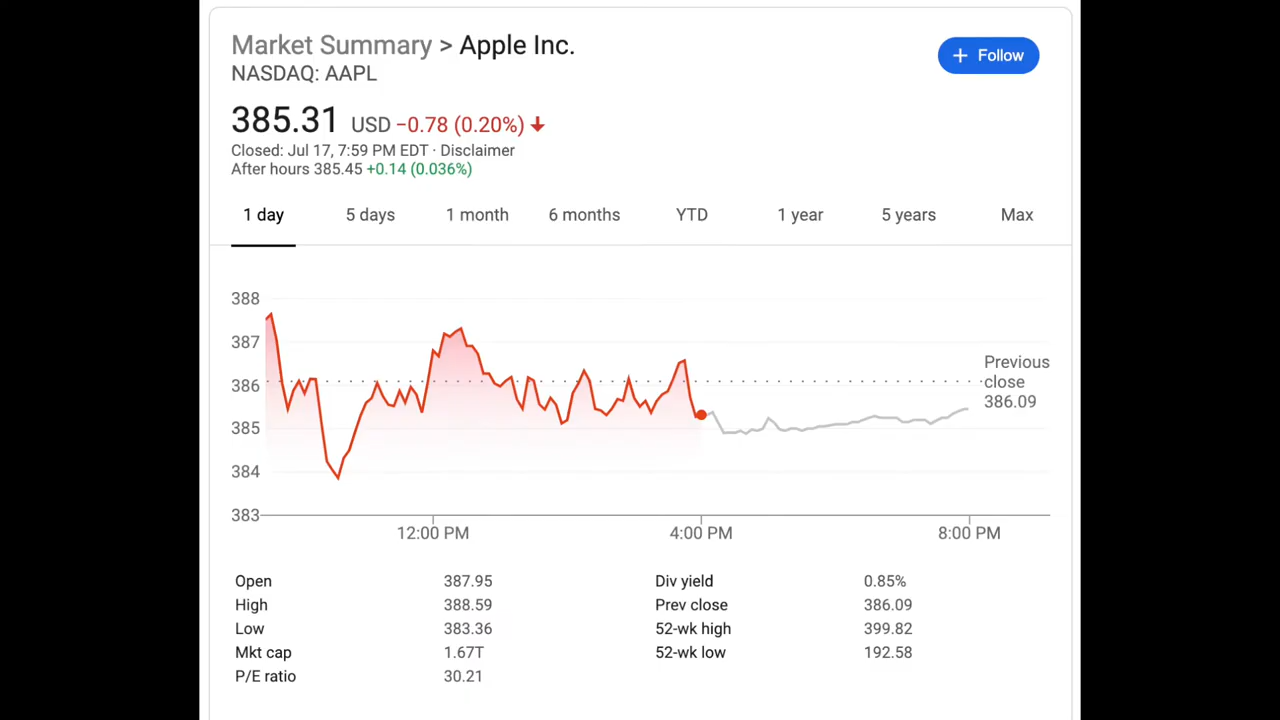 Market Summary > Apple Inc.
NASDAQ: AAPL
+ Follow
385.31 USD −0.78 (0.20%)
Closed: Jul 17, 7:59 PM EDT · Disclaimer
After hours 385.45 +0.14 (0.036%)
1 day 5 days 1 month 6 months YTD 1 year 5 years Max
388
387
386
385
384
383
Previous
close
386.09
12:00 PM 4:00 PM 8:00 PM
Open 387.95 Div yield 0.85%
High 388.59 Prev close 386.09
Low 383.36 52-wk high 399.82
Mkt cap 1.67T 52-wk low 192.58
P/E ratio 30.21